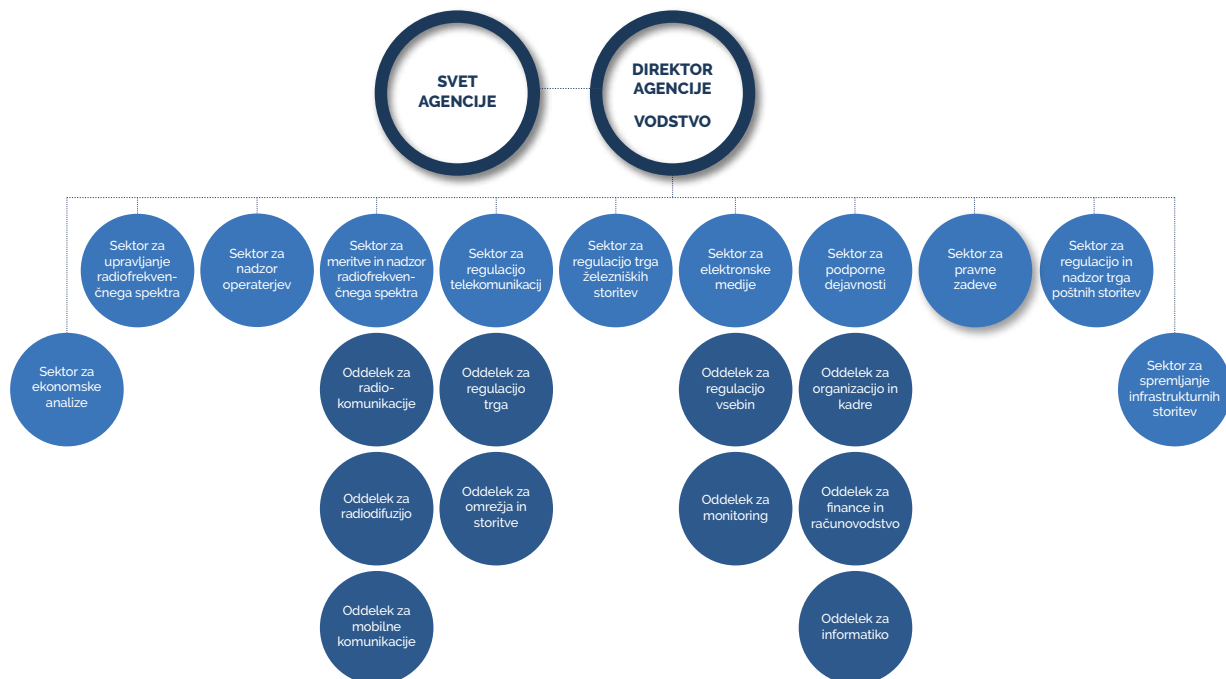 SVET
AGENCIJE
DIREKTOR
AGENCIJE
VODSTVO
Sektor za
upravljanje
radiofrekven-
čnega spektra
Sektor za
nadzor
operaterjev
Sektor za
meritve in nadzor
radiofrekven-
čnega spektra
Sektor za
regulacijo
telekomunikacij
Sektor za
regulacijo trga
železniških
storitev
Sektor za
elektronske
medije
Sektor za
podporne
dejavnosti
Sektor za
pravne
zadeve
Sektor za
regulacijo in
nadzor trga
poštnih storitev
Sektor za
ekonomske
analize
Oddelek za
radio-
komunikacije
Oddelek za
regulacijo
trga
Oddelek za
regulacijo
vsebin
Oddelek za
organizacijo in
kadre
Sektor za
spremljanje
infrastrukturnih
storitev
Oddelek za
radiodifuzijo
Oddelek za
omrežja in
storitve
Oddelek za
monitoring
Oddelek za
finance in
računovodstvo
Oddelek za
mobilne
komunikacije
Oddelek za
informatiko